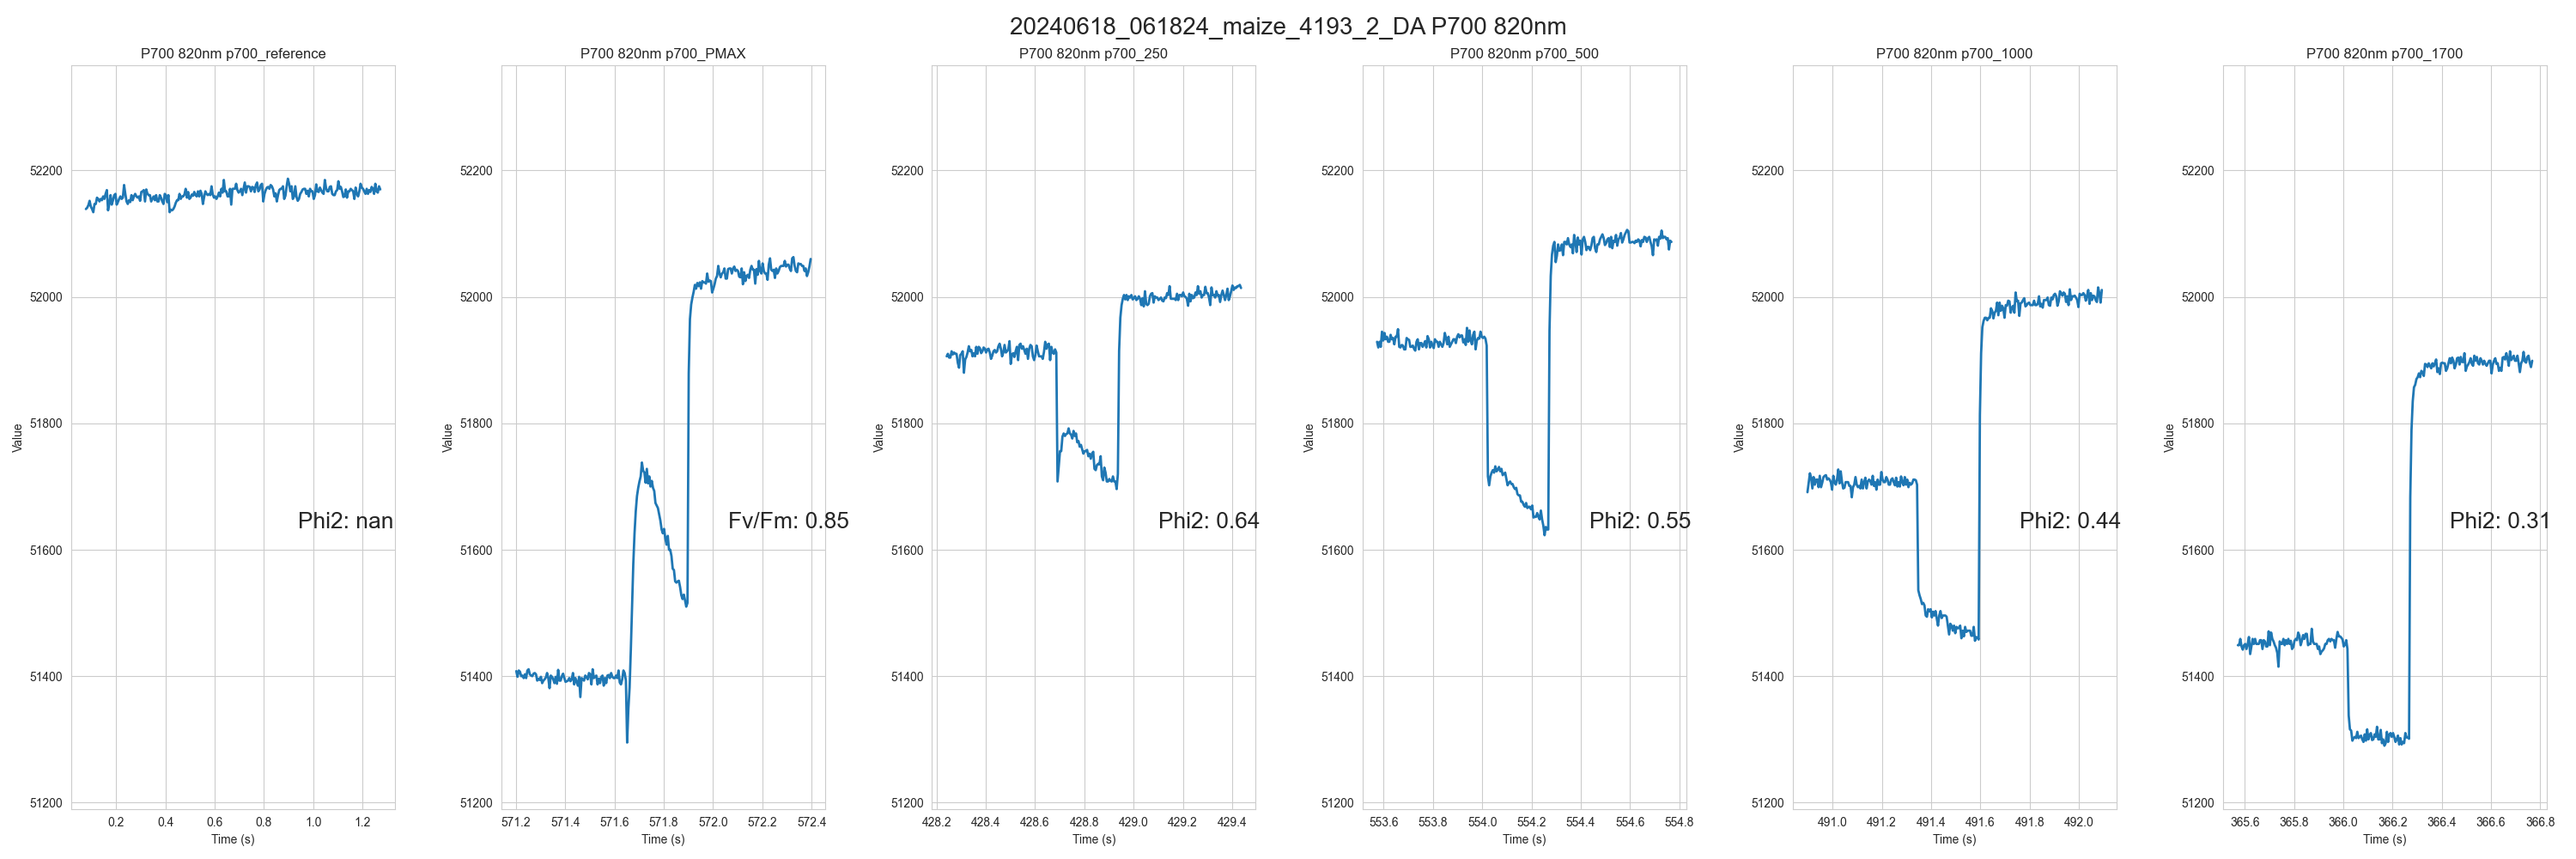 20240618_061824_maize_4193_2_DA P700 820nm
P700 820nm p700_reference
Value
52200
52000
51800
51600
51400
51200
Phi2: nan
0.2 0.4 0.6 0.8 1.0 1.2
Time (s)
P700 820nm p700_PMAX
Value
52200
52000
51800
51600
51400
51200
Fv/Fm: 0.85
571.2 571.4 571.6 571.8 572.0 572.2 572.4
Time (s)
P700 820nm p700_250
Value
52200
52000
51800
51600
51400
51200
Phi2: 0.64
428.2 428.4 428.6 428.8 429.0 429.2 429.4
Time (s)
P700 820nm p700_500
Value
52200
52000
51800
51600
51400
51200
Phi2: 0.55
553.6 553.8 554.0 554.2 554.4 554.6 554.8
Time (s)
P700 820nm p700_1000
Value
52200
52000
51800
51600
51400
51200
Phi2: 0.44
491.0 491.2 491.4 491.6 491.8 492.0
Time (s)
P700 820nm p700_1700
Value
52200
52000
51800
51600
51400
51200
Phi2: 0.31
365.6 365.8 366.0 366.2 366.4 366.6 366.8
Time (s)